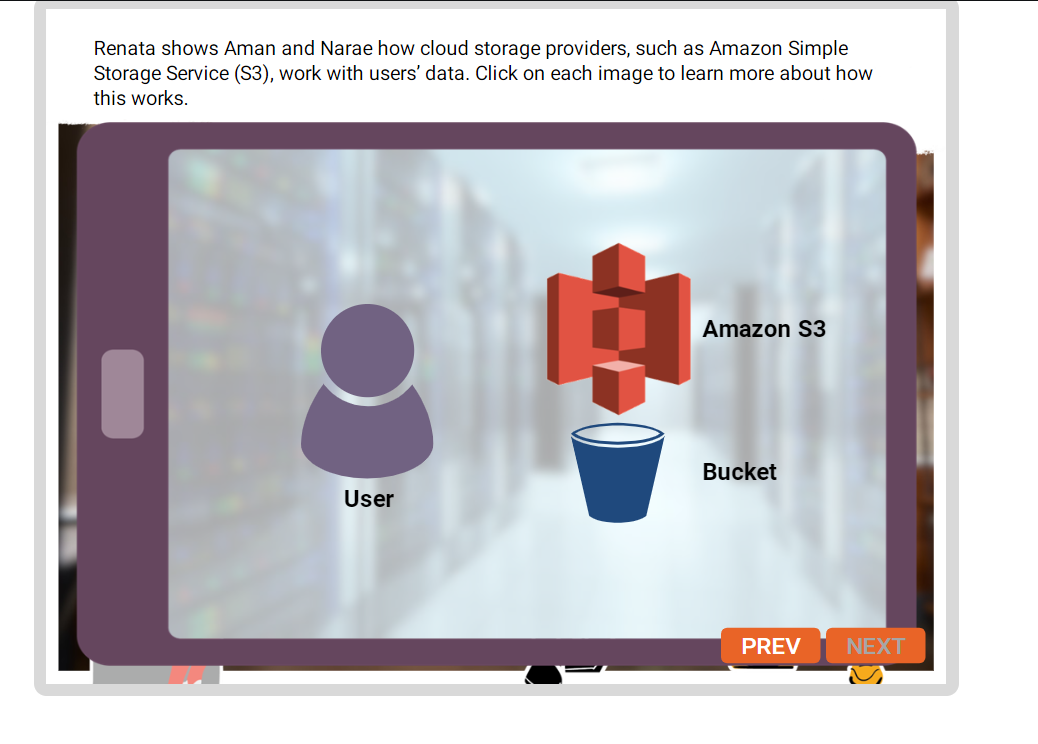 Renata shows Aman and Narae how cloud storage providers, such as Amazon Simple
Storage Service (S3), work with users’ data. Click on each image to learn more about how
this works.
Amazon S3
Bucket
User
PREV
NEXT